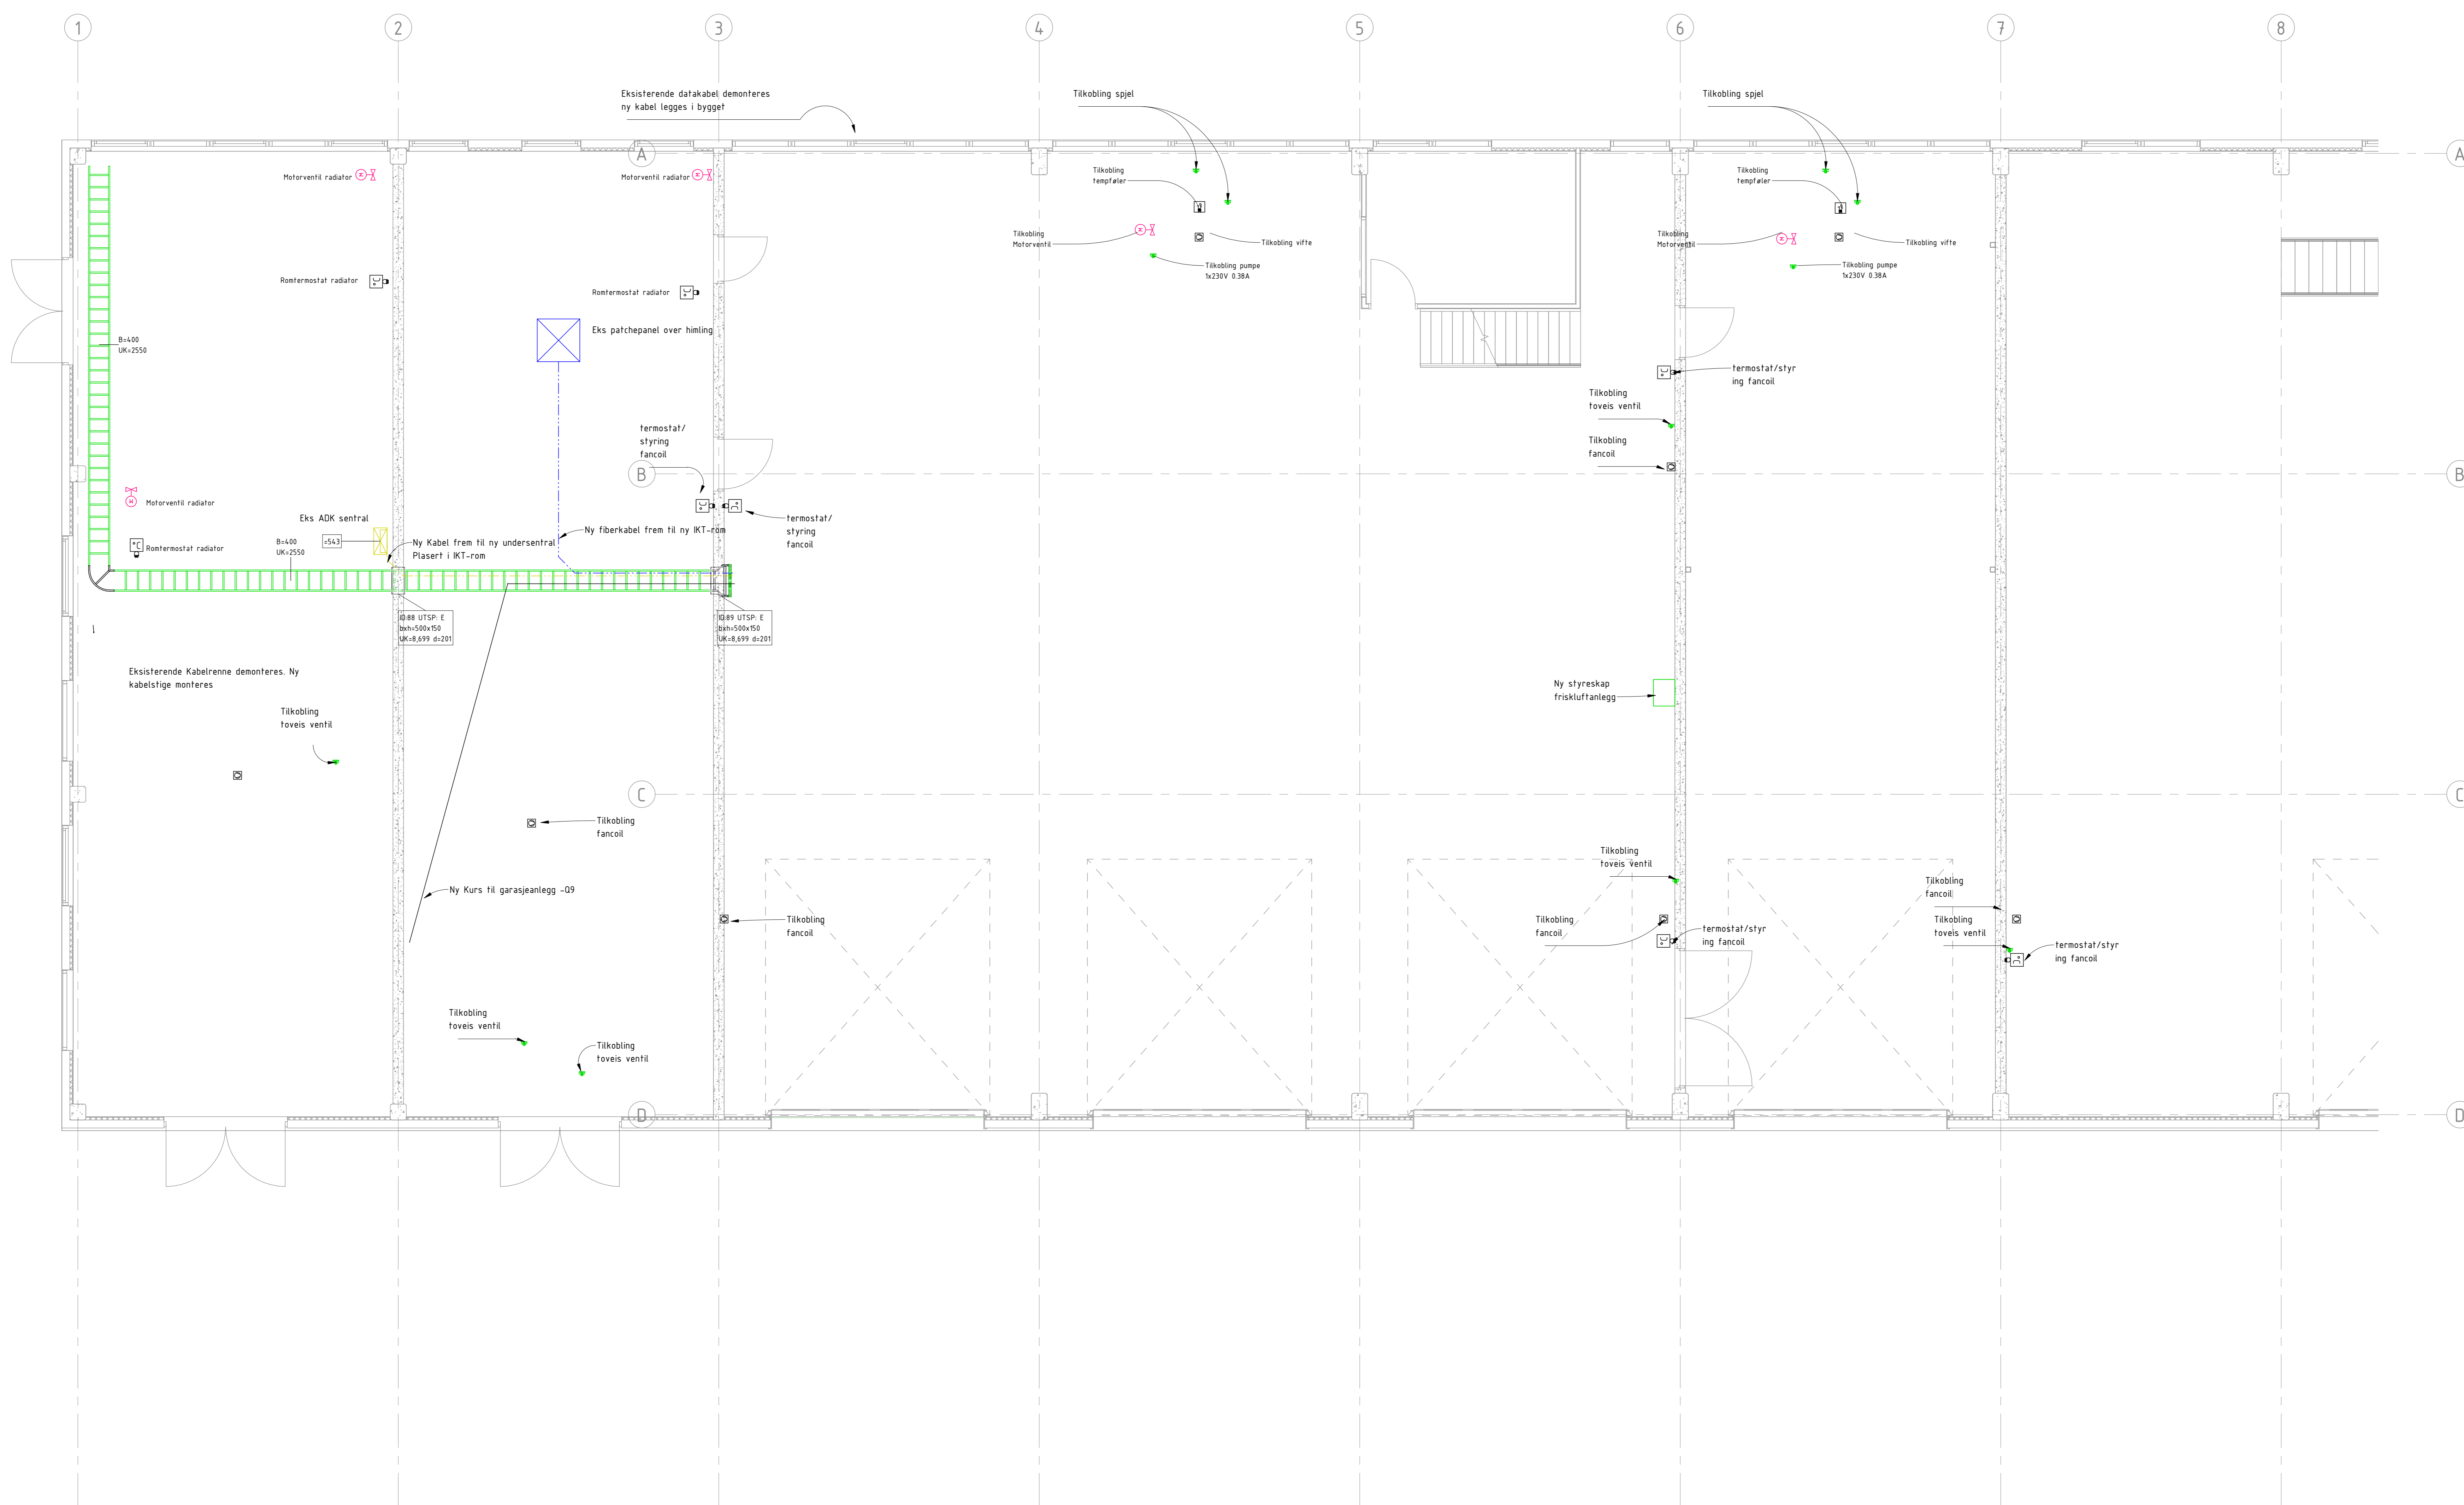 1
2
3
4
5
6
7
8
Eksisterende datakabel demonteres
ny kabel legges i bygget
Tilkobling spjel
Tilkobling spjel
A
A
Motorventil radiator
Motorventil radiator
Tilkobling
tempføler
Tilkobling
tempføler
Tilkobling
Motorventil
Tilkobling vifte
Tilkobling
Motorventil
Tilkobling vifte
Tilkobling pumpe
1x230V 0.38A
Tilkobling pumpe
1x230V 0.38A
Romtermostat radiator
Romtermostat radiator
Eks patchepanel over himling
B=400
UK=2550
termostat/styr
ing fancoil
Tilkobling
toveis ventil
termostat/
styring
fancoil
Tilkobling
fancoil
B
B
Motorventil radiator
Eks ADK sentral
termostat/
styring
fancoil
Ny fiberkabel frem til ny IKT-rom
B=400
UK=2550
=543
Ny Kabel frem til ny undersentral
Plasert i IKT-rom
°C
Romtermostat radiator
ID:88 UTSP: E
bxh=500x150
UK=8,699 d=201
ID:89 UTSP: E
bxh=500x150
UK=8,699 d=201
Eksisterende Kabelrenne demonteres. Ny
kabelstige monteres
Ny styreskap
friskluftanlegg
Tilkobling
toveis ventil
C
C
Tilkobling
fancoil
Tilkobling
toveis ventil
Ny Kurs til garasjeanlegg -Q9
Tilkobling
fancoil
Tilkobling
fancoil
Tilkobling
fancoil
Tilkobling
toveis ventil
termostat/styr
ing fancoil
termostat/styr
ing fancoil
Tilkobling
toveis ventil
Tilkobling
toveis ventil
D
D